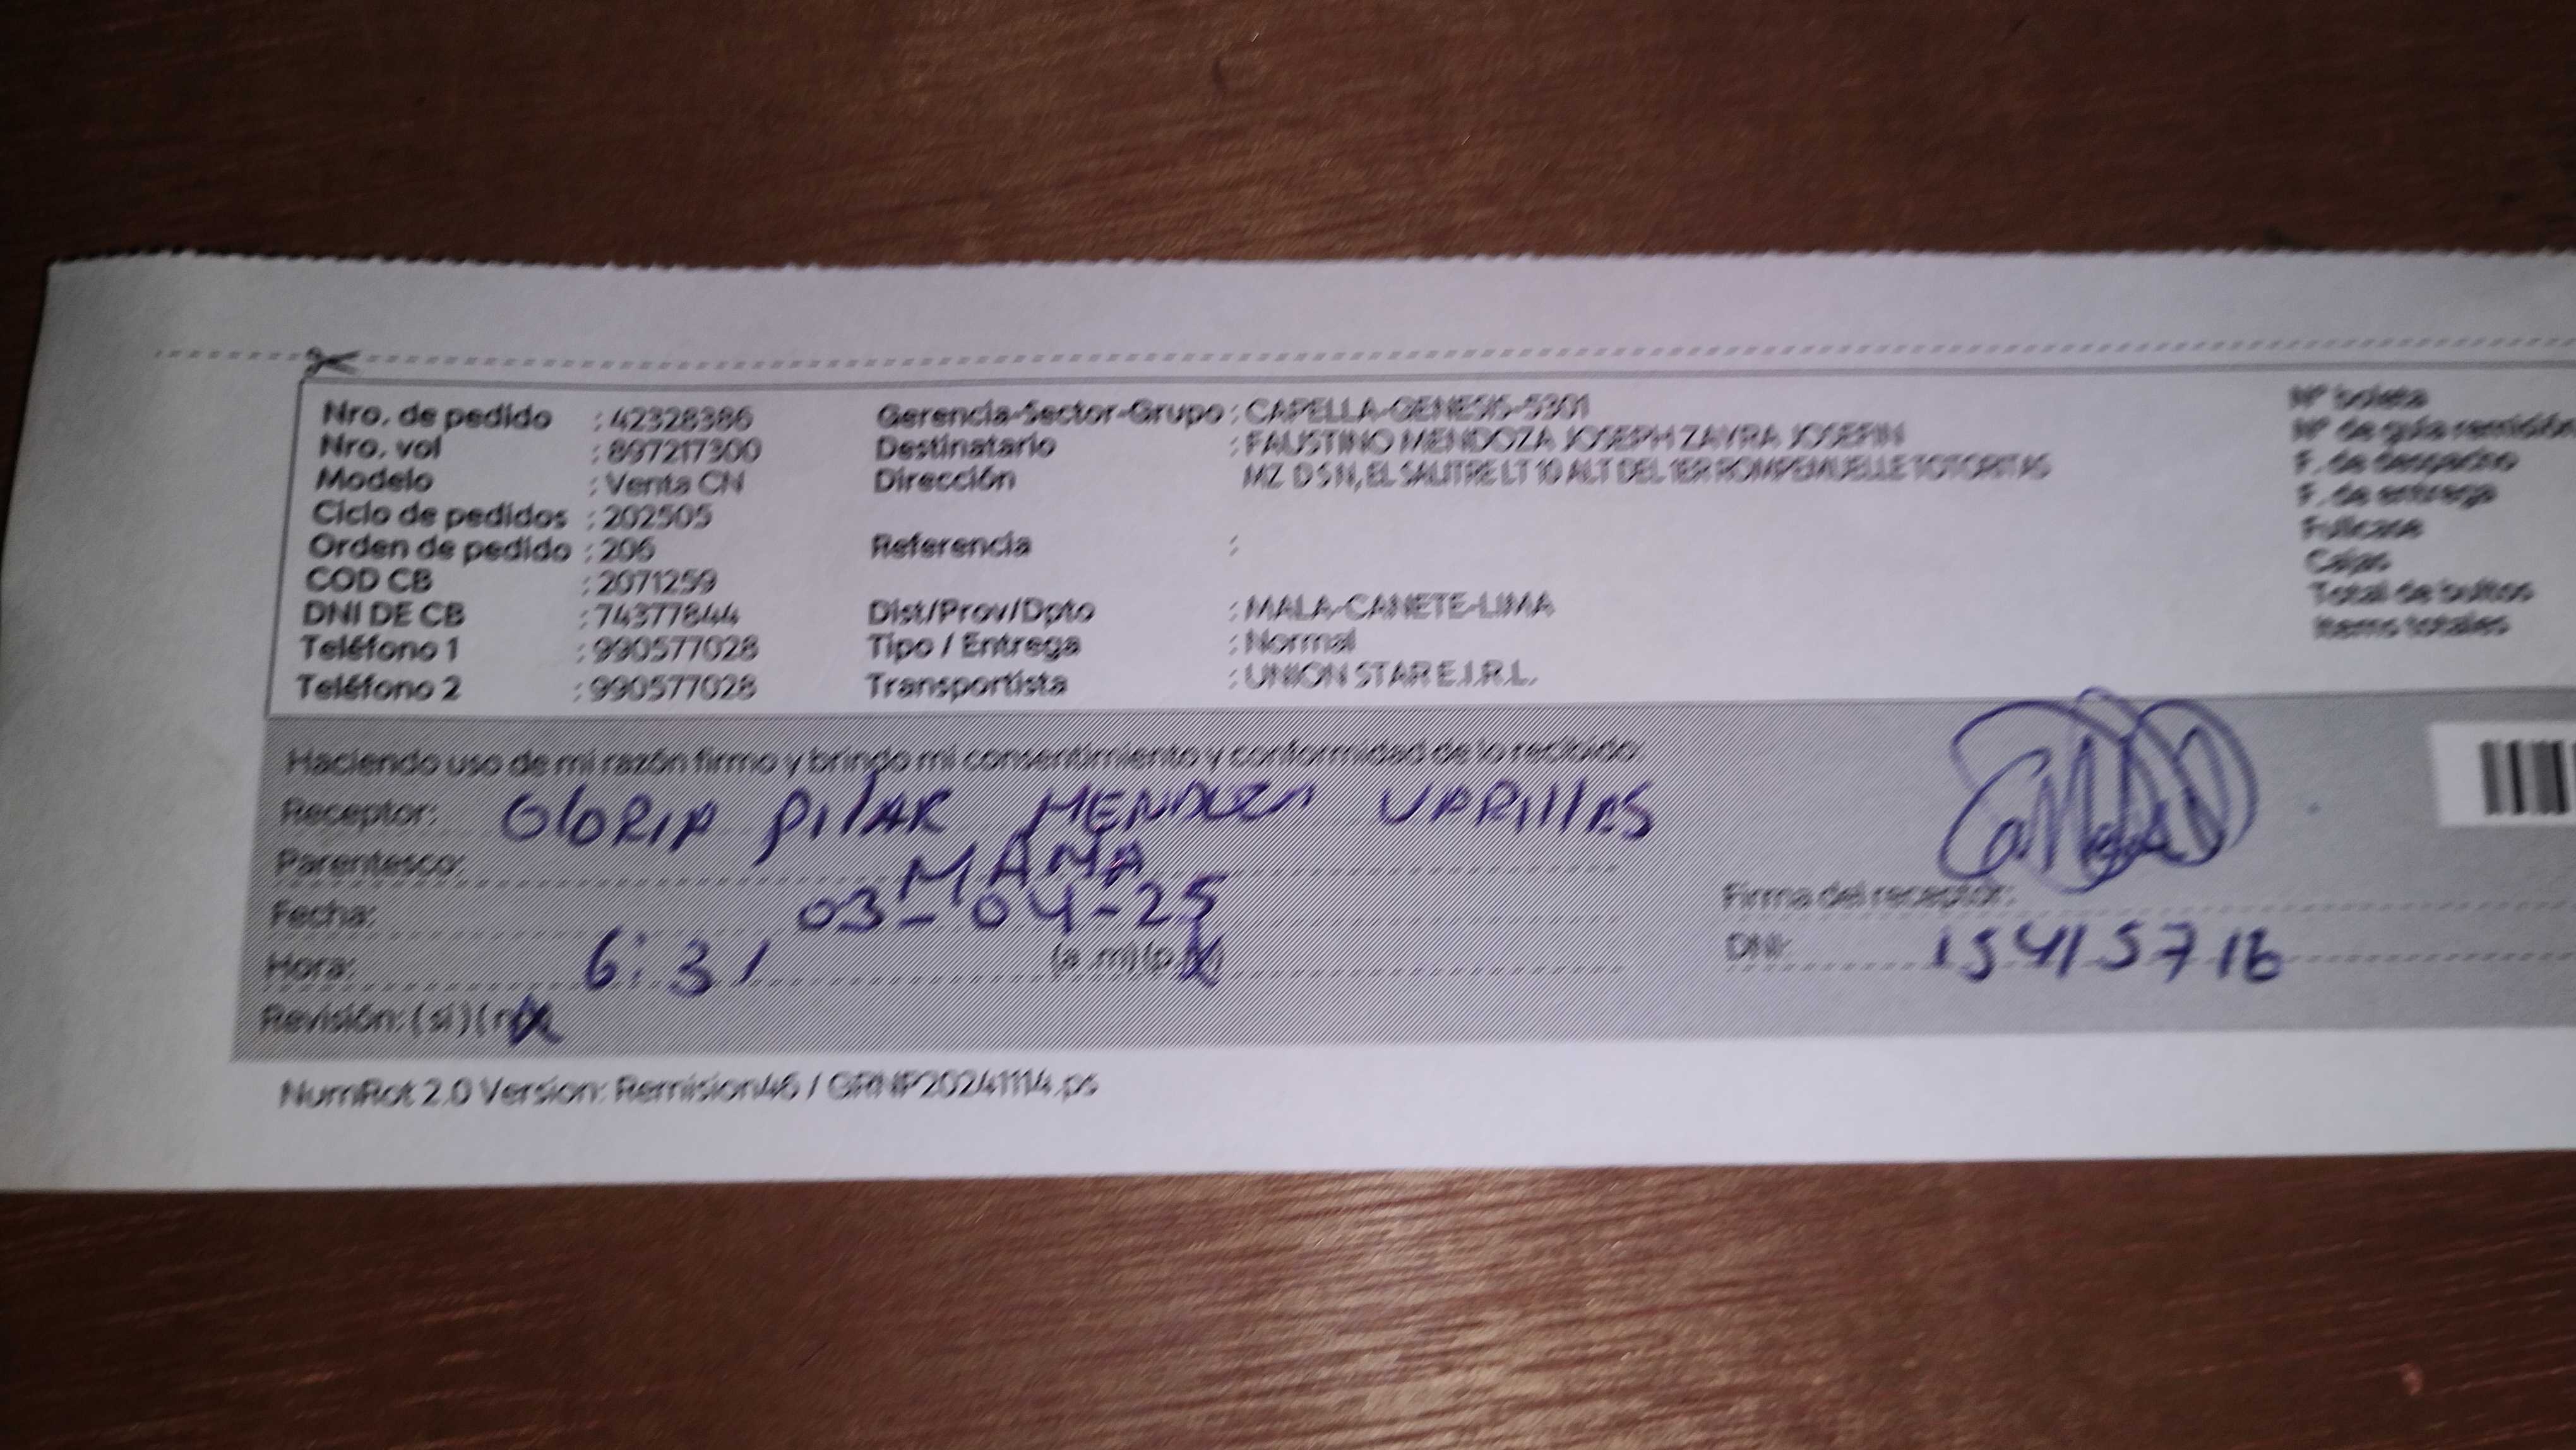 Nro. de pedido : 42328386
Nro. vol : 897217300
Modelo : Venta CN
Ciclo de pedidos : 202505
Orden de pedido : 206
COD CB : 2071259
DNI DE CB : 74377844
Teléfono 1 : 990577028
Teléfono 2 : 990577028
Gerencia-Sector-Grupo : CAPELLA-GENESIS-5301
Destinatario : FAUSTINO MENDOZA JOSEPH ZAYRA JOSEFIN
Dirección MZ D SN, EL SALITRE LT 10 ALT DEL 1ER ROMPEMUELLE TOTORITAS
Referencia :
Dist/Prov/Dpto : MALA-CANETE-LIMA
Tipo / Entrega : Normal
Transportista : UNION STAR E.I.R.L.
N° boleta
N° de guía remisión
F. de despacho
F. de entrega
Fullcase
Cajas
Total de bultos
Items totales
Haciendo uso de mi razón firmo y brindo mi consentimiento y conformidad de lo recibido:
Receptor: GlORIA PilAR MENDOZA VARIllAS
Parentesco: MAMA
Fecha: 03-04-25
Hora: 6:31 (a .m) (p.m)
Revisión: ( si ) ( no )
Firma del receptor:
DNI: 15415716
NumRot 2.0 Version: Remision46 / GRNP20241114.ps